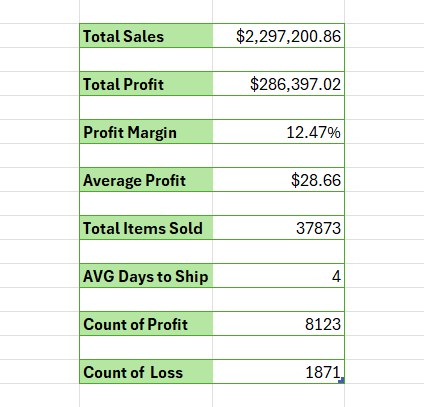 Total Sales $2,297,200.86
Total Profit $286,397.02
Profit Margin 12.47%
Average Profit $28.66
Total Items Sold 37873
AVG Days to Ship 4
Count of Profit 8123
Count of Loss 1871